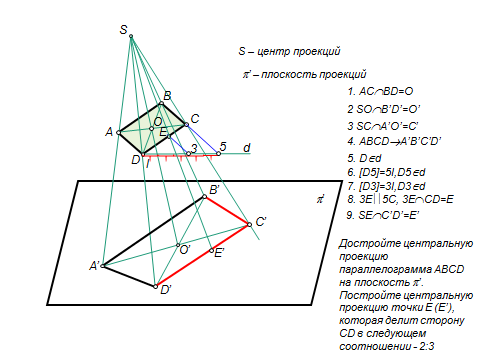 S
S – центр проекций
π' – плоскость проекций
B
O
C
A
E
D
l
3
5
d
1. AC∩BD=O
2 SO∩B'D'=O'
3 SC∩A'O'=C'
4. ABCD→A'B'C'D'
5. D∈d
6. [D5]=5l, D5∈d
7. [D3]=3l, D3∈d
8. 3E||5C, 3E∩CD=E
9. SE∩C'D'=E'
π'
B'
C'
O'
E'
A'
D'
Достройте центральную
проекцию
параллелограмма ABCD
на плоскость π'.
Постройте центральную
проекцию точки E (E'),
которая делит сторону
CD в следующем
соотношении - 2:3